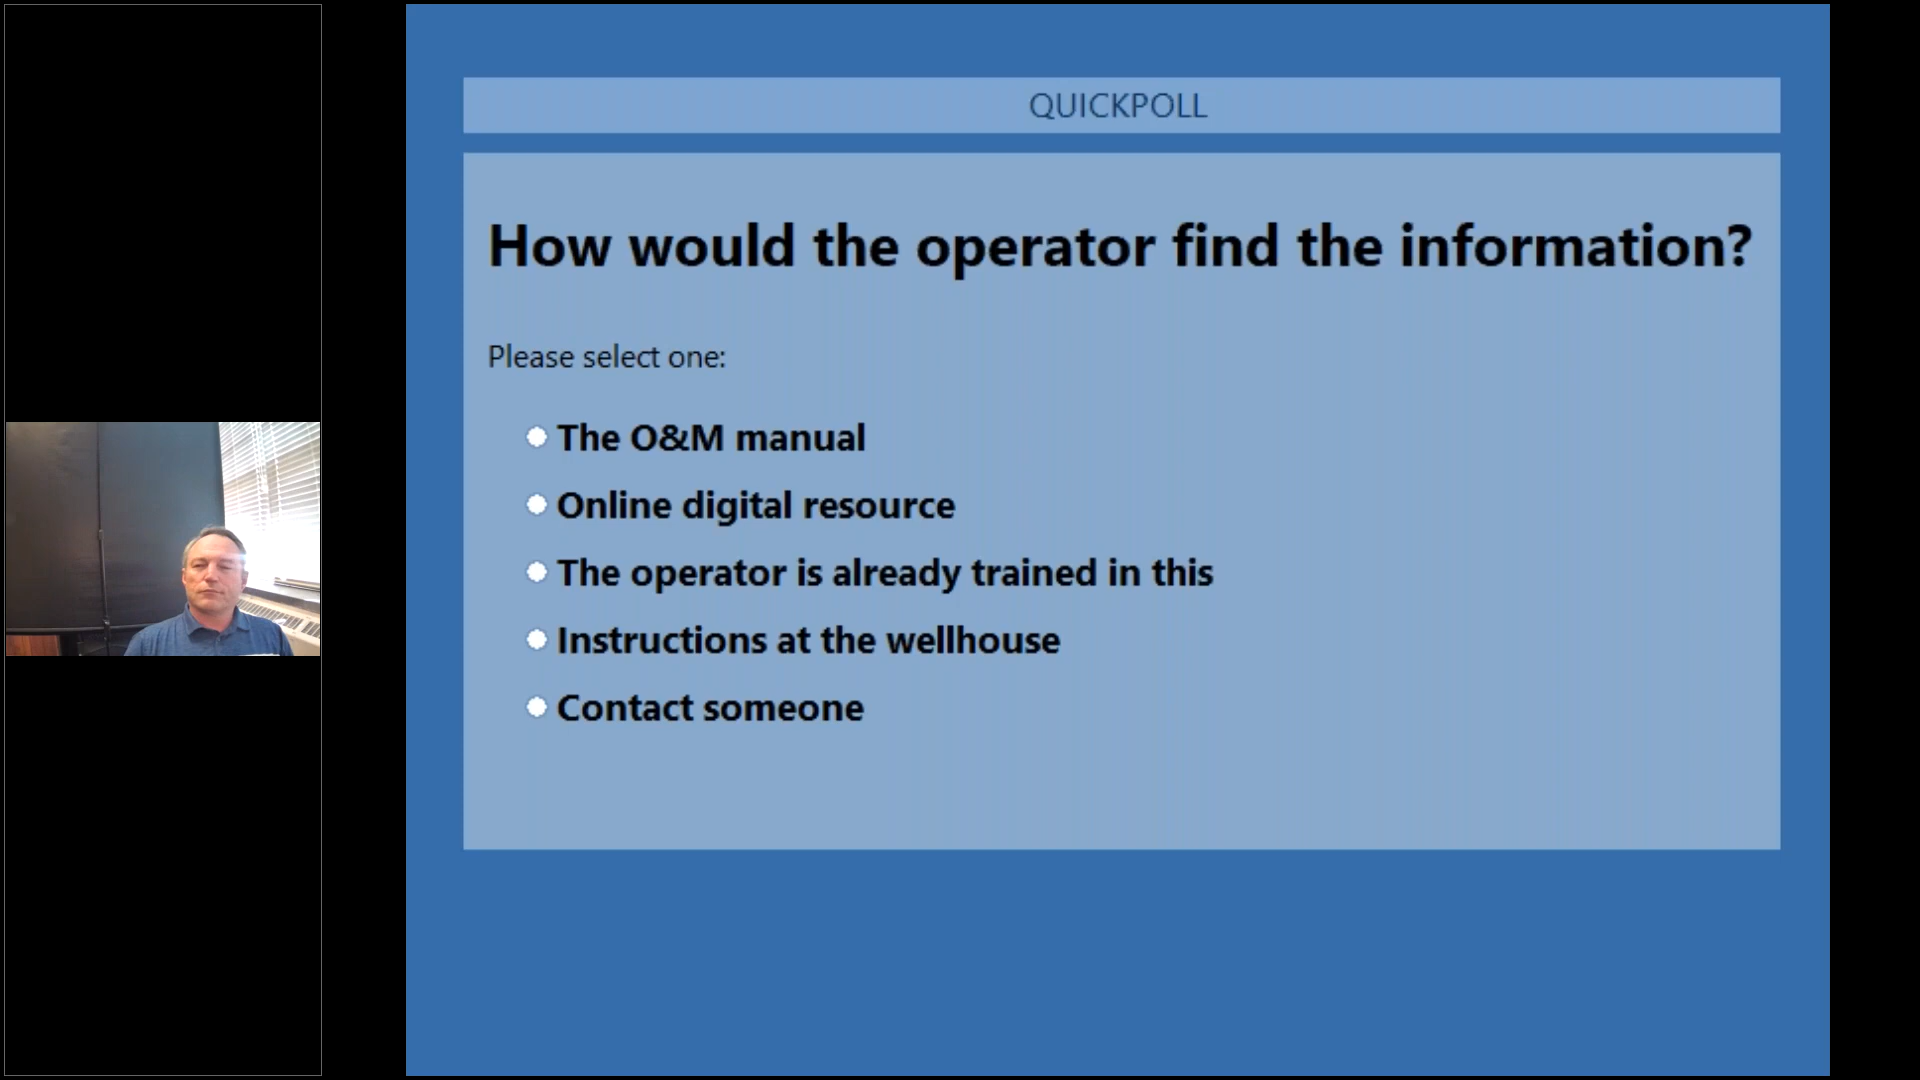 QUICKPOLL
How would the operator find the information?
Please select one:
The O&M manual
Online digital resource
The operator is already trained in this
Instructions at the wellhouse
Contact someone